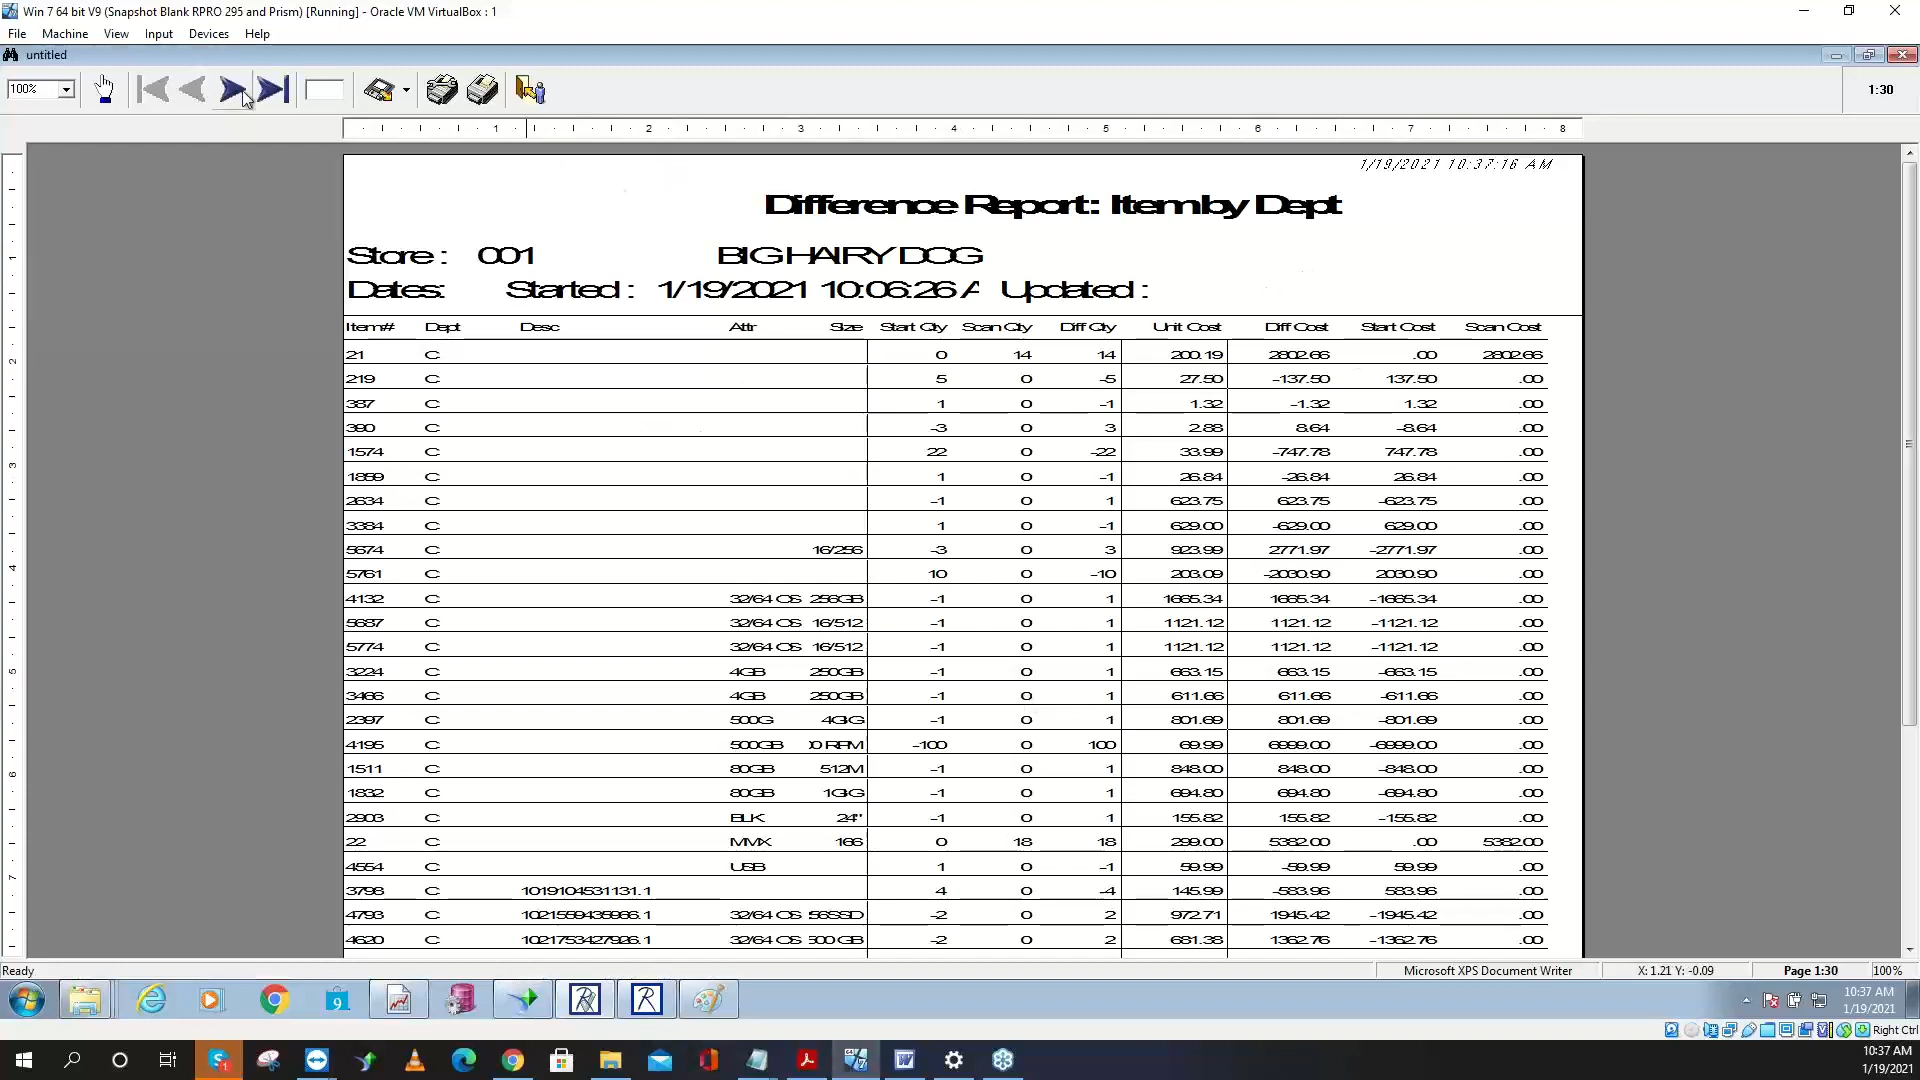 Win 7 64 bit V9 (Snapshot Blank RPRO 295 and Prism) [Running] - Oracle VM VirtualBox : 1
File Machine View Input Devices Help
untitled
100% 1:30
1 2 3 4 5 6 7 8
1/19/2021 10:37:16 AM
Difference Report: Item by Dept
Store : 001 BIG HAIRY DOG
Dates: Started : 1/19/2021 10:06:26 A Updated :
Item# Dept Desc Attr Size Start Qty Scan Qty Diff Qty Unit Cost Diff Cost Start Cost Scan Cost
21 C 0 14 14 200.19 2802.66 .00 2802.66
219 C 5 0 -5 27.50 -137.50 137.50 .00
387 C 1 0 -1 1.32 -1.32 1.32 .00
390 C -3 0 3 2.88 8.64 -8.64 .00
1574 C 22 0 -22 33.99 -747.78 747.78 .00
1859 C 1 0 -1 26.84 -26.84 26.84 .00
2634 C -1 0 1 623.75 623.75 -623.75 .00
3384 C 1 0 -1 629.00 -629.00 629.00 .00
5674 C 16/256 -3 0 3 923.99 2771.97 -2771.97 .00
5761 C 10 0 -10 203.09 -2030.90 2030.90 .00
4132 C 32/64 OS 256GB -1 0 1 1665.34 1665.34 -1665.34 .00
5687 C 32/64 OS 16/512 -1 0 1 1121.12 1121.12 -1121.12 .00
5774 C 32/64 OS 16/512 -1 0 1 1121.12 1121.12 -1121.12 .00
3224 C 4GB 250GB -1 0 1 663.15 663.15 -663.15 .00
3466 C 4GB 250GB -1 0 1 611.66 611.66 -611.66 .00
2397 C 500G 4GIG -1 0 1 801.69 801.69 -801.69 .00
4195 C 500GB 0 RPM -100 0 100 69.99 6999.00 -6999.00 .00
1511 C 80GB 512M -1 0 1 848.00 848.00 -848.00 .00
1832 C 80GB 1GIG -1 0 1 694.80 694.80 -694.80 .00
2903 C BLK 24" -1 0 1 155.82 155.82 -155.82 .00
22 C MMX 166 0 18 18 299.00 5382.00 .00 5382.00
4554 C USB 1 0 -1 59.99 -59.99 59.99 .00
3798 C 1019104531131.1 4 0 -4 145.99 -583.96 583.96 .00
4793 C 1021559435966.1 32/64 OS 56SSD -2 0 2 972.71 1945.42 -1945.42 .00
4620 C 1021753427926.1 32/64 OS 500 GB -2 0 2 681.38 1362.76 -1362.76 .00
Ready Microsoft XPS Document Writer X: 1.21 Y: -0.09 Page 1:30 100%
10:37 AM
1/19/2021
Right Ctrl
10:37 AM
1/19/2021